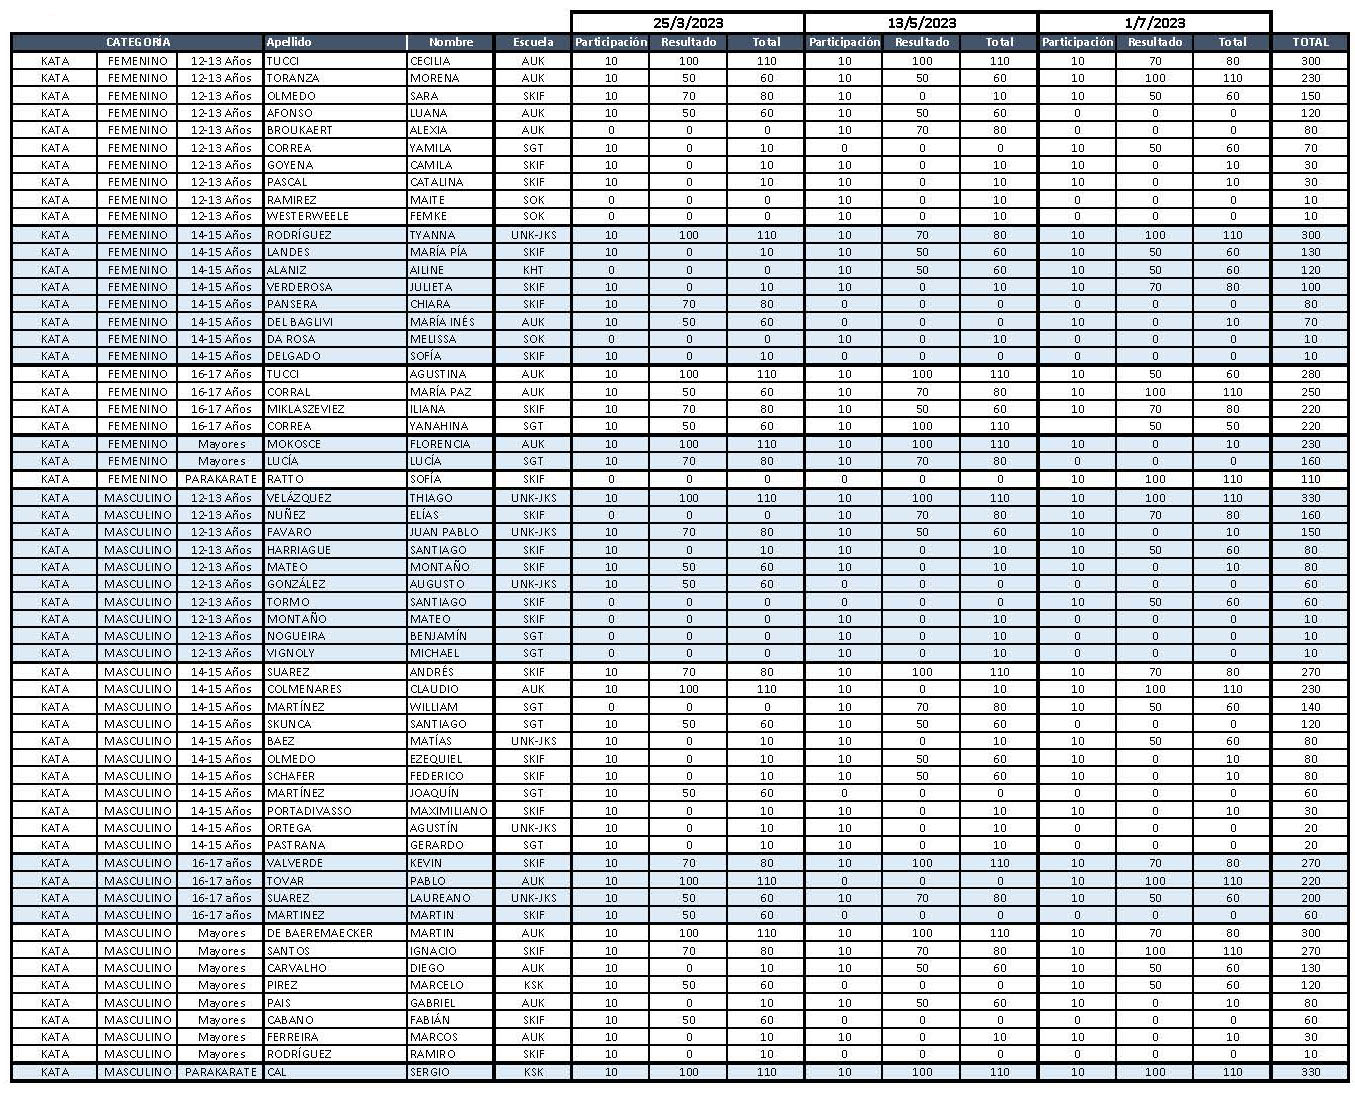 25/3/2023 13/5/2023 1/7/2023
CATEGORÍA Apellido Nombre Escuela Participación Resultado Total Participación Resultado Total Participación Resultado Total TOTAL
KATA FEMENINO 12-13 Años TUCCI CECILIA AUK 10 100 110 10 100 110 10 70 80 300
KATA FEMENINO 12-13 Años TORANZA MORENA AUK 10 50 60 10 50 60 10 100 110 230
KATA FEMENINO 12-13 Años OLMEDO SARA SKIF 10 70 80 10 0 10 10 50 60 150
KATA FEMENINO 12-13 Años AFONSO LUANA AUK 10 50 60 10 50 60 0 0 0 120
KATA FEMENINO 12-13 Años BROUKAERT ALEXIA AUK 0 0 0 10 70 80 0 0 0 80
KATA FEMENINO 12-13 Años CORREA YAMILA SGT 10 0 10 0 0 0 10 50 60 70
KATA FEMENINO 12-13 Años GOYENA CAMILA SKIF 10 0 10 10 0 10 10 0 10 30
KATA FEMENINO 12-13 Años PASCAL CATALINA SKIF 10 0 10 10 0 10 10 0 10 30
KATA FEMENINO 12-13 Años RAMIREZ MAITE SOK 0 0 0 10 0 10 0 0 0 10
KATA FEMENINO 12-13 Años WESTERWEELE FEMKE SOK 0 0 0 10 0 10 0 0 0 10
KATA FEMENINO 14-15 Años RODRÍGUEZ TYANNA UNK-JKS 10 100 110 10 70 80 10 100 110 300
KATA FEMENINO 14-15 Años LANDES MARÍA PÍA SKIF 10 0 10 10 50 60 10 50 60 130
KATA FEMENINO 14-15 Años ALANIZ AILINE KHT 0 0 0 10 50 60 10 50 60 120
KATA FEMENINO 14-15 Años VERDEROSA JULIETA SKIF 10 0 10 10 0 10 10 70 80 100
KATA FEMENINO 14-15 Años PANSERA CHIARA SKIF 10 70 80 0 0 0 0 0 0 80
KATA FEMENINO 14-15 Años DEL BAGLIVI MARÍA INÉS AUK 10 50 60 0 0 0 10 0 10 70
KATA FEMENINO 14-15 Años DA ROSA MELISSA SOK 0 0 0 10 0 10 0 0 0 10
KATA FEMENINO 14-15 Años DELGADO SOFÍA SKIF 10 0 10 0 0 0 0 0 0 10
KATA FEMENINO 16-17 Años TUCCI AGUSTINA AUK 10 100 110 10 100 110 10 50 60 280
KATA FEMENINO 16-17 Años CORRAL MARÍA PAZ AUK 10 50 60 10 70 80 10 100 110 250
KATA FEMENINO 16-17 Años MIKLASZEVIEZ ILIANA SKIF 10 70 80 10 50 60 10 70 80 220
KATA FEMENINO 16-17 Años CORREA YANAHINA SGT 10 50 60 10 100 110 50 50 220
KATA FEMENINO Mayores MOKOSCE FLORENCIA AUK 10 100 110 10 100 110 10 0 10 230
KATA FEMENINO Mayores LUCÍA LUCÍA SGT 10 70 80 10 70 80 0 0 0 160
KATA FEMENINO PARAKARATE RATTO SOFÍA SKIF 0 0 0 0 0 0 10 100 110 110
KATA MASCULINO 12-13 Años VELÁZQUEZ THIAGO UNK-JKS 10 100 110 10 100 110 10 100 110 330
KATA MASCULINO 12-13 Años NUÑEZ ELÍAS SKIF 0 0 0 10 70 80 10 70 80 160
KATA MASCULINO 12-13 Años FAVARO JUAN PABLO UNK-JKS 10 70 80 10 50 60 10 0 10 150
KATA MASCULINO 12-13 Años HARRIAGUE SANTIAGO SKIF 10 0 10 10 0 10 10 50 60 80
KATA MASCULINO 12-13 Años MATEO MONTAÑO SKIF 10 50 60 10 0 10 10 0 10 80
KATA MASCULINO 12-13 Años GONZÁLEZ AUGUSTO UNK-JKS 10 50 60 0 0 0 0 0 0 60
KATA MASCULINO 12-13 Años TORMO SANTIAGO SKIF 0 0 0 0 0 0 10 50 60 60
KATA MASCULINO 12-13 Años MONTAÑO MATEO SKIF 0 0 0 10 0 10 0 0 0 10
KATA MASCULINO 12-13 Años NOGUEIRA BENJAMÍN SGT 0 0 0 10 0 10 0 0 0 10
KATA MASCULINO 12-13 Años VIGNOLY MICHAEL SGT 0 0 0 10 0 10 0 0 0 10
KATA MASCULINO 14-15 Años SUAREZ ANDRÉS SKIF 10 70 80 10 100 110 10 70 80 270
KATA MASCULINO 14-15 Años COLMENARES CLAUDIO AUK 10 100 110 10 0 10 10 100 110 230
KATA MASCULINO 14-15 Años MARTÍNEZ WILLIAM SGT 0 0 0 10 70 80 10 50 60 140
KATA MASCULINO 14-15 Años SKUNCA SANTIAGO SGT 10 50 60 10 50 60 0 0 0 120
KATA MASCULINO 14-15 Años BAEZ MATÍAS UNK-JKS 10 0 10 10 0 10 10 50 60 80
KATA MASCULINO 14-15 Años OLMEDO EZEQUIEL SKIF 10 0 10 10 50 60 10 0 10 80
KATA MASCULINO 14-15 Años SCHAFER FEDERICO SKIF 10 0 10 10 50 60 10 0 10 80
KATA MASCULINO 14-15 Años MARTÍNEZ JOAQUÍN SGT 10 50 60 0 0 0 0 0 0 60
KATA MASCULINO 14-15 Años PORTADIVASSO MAXIMILIANO SKIF 10 0 10 10 0 10 10 0 10 30
KATA MASCULINO 14-15 Años ORTEGA AGUSTÍN UNK-JKS 10 0 10 10 0 10 0 0 0 20
KATA MASCULINO 14-15 Años PASTRANA GERARDO SGT 10 0 10 10 0 10 0 0 0 20
KATA MASCULINO 16-17 años VALVERDE KEVIN SKIF 10 70 80 10 100 110 10 70 80 270
KATA MASCULINO 16-17 años TOVAR PABLO AUK 10 100 110 0 0 0 10 100 110 220
KATA MASCULINO 16-17 años SUAREZ LAUREANO UNK-JKS 10 50 60 10 70 80 10 50 60 200
KATA MASCULINO 16-17 años MARTINEZ MARTIN SKIF 10 50 60 0 0 0 0 0 0 60
KATA MASCULINO Mayores DE BAEREMAECKER MARTIN AUK 10 100 110 10 100 110 10 70 80 300
KATA MASCULINO Mayores SANTOS IGNACIO SKIF 10 70 80 10 70 80 10 100 110 270
KATA MASCULINO Mayores CARVALHO DIEGO AUK 10 0 10 10 50 60 10 50 60 130
KATA MASCULINO Mayores PIREZ MARCELO KSK 10 50 60 0 0 0 10 50 60 120
KATA MASCULINO Mayores PAIS GABRIEL AUK 10 0 10 10 50 60 10 0 10 80
KATA MASCULINO Mayores CABANO FABIÁN SKIF 10 50 60 0 0 0 0 0 0 60
KATA MASCULINO Mayores FERREIRA MARCOS AUK 10 0 10 10 0 10 10 0 10 30
KATA MASCULINO Mayores RODRÍGUEZ RAMIRO SKIF 10 0 10 0 0 0 0 0 0 10
KATA MASCULINO PARAKARATE CAL SERGIO KSK 10 100 110 10 100 110 10 100 110 330